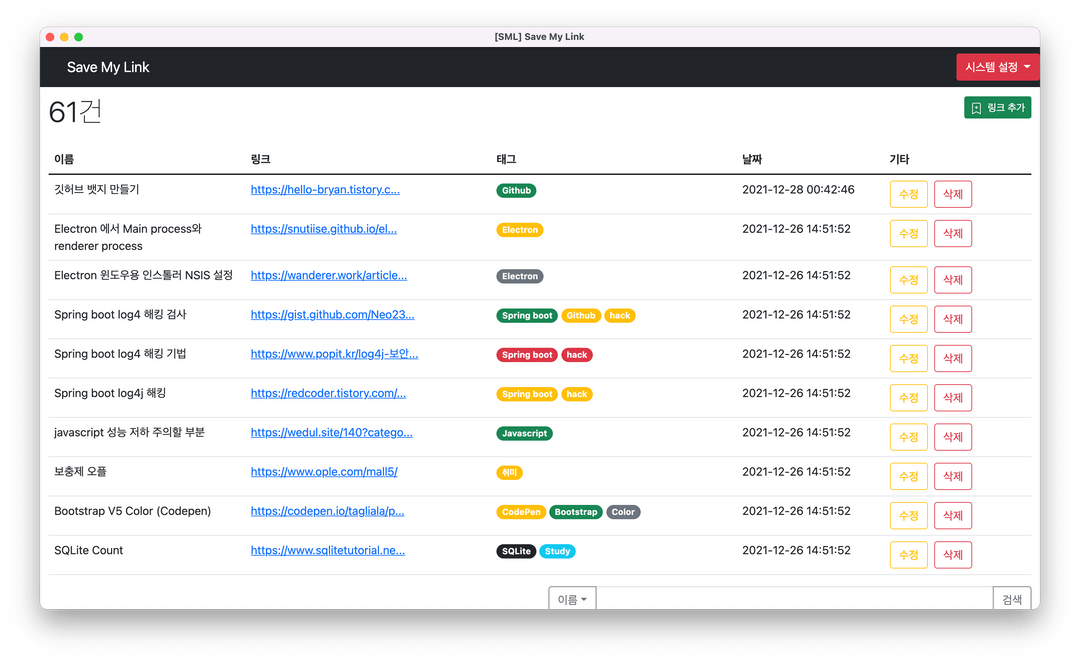 [SML] Save My Link
Save My Link
시스템 설정
61건
링크 추가
이름 링크 태그 날짜 기타
깃허브 뱃지 만들기 https://hello-bryan.tistory.c... Github 2021-12-28 00:42:46 수정 삭제
Electron 에서 Main process와 https://snutiise.github.io/el... Electron 2021-12-26 14:51:52 수정 삭제
renderer process
Electron 윈도우용 인스톨러 NSIS 설정 https://wanderer.work/article... Electron 2021-12-26 14:51:52 수정 삭제
Spring boot log4 해킹 검사 https://gist.github.com/Neo23... Spring boot Github hack 2021-12-26 14:51:52 수정 삭제
Spring boot log4 해킹 기법 https://www.popit.kr/log4j-보안... Spring boot hack 2021-12-26 14:51:52 수정 삭제
Spring boot log4j 해킹 https://redcoder.tistory.com/... Spring boot hack 2021-12-26 14:51:52 수정 삭제
javascript 성능 저하 주의할 부분 https://wedul.site/140?catego... Javascript 2021-12-26 14:51:52 수정 삭제
보충제 오플 https://www.ople.com/mall5/ 취미 2021-12-26 14:51:52 수정 삭제
Bootstrap V5 Color (Codepen) https://codepen.io/tagliala/p... CodePen Bootstrap Color 2021-12-26 14:51:52 수정 삭제
SQLite Count https://www.sqlitetutorial.ne... SQLite Study 2021-12-26 14:51:52 수정 삭제
이름 검색